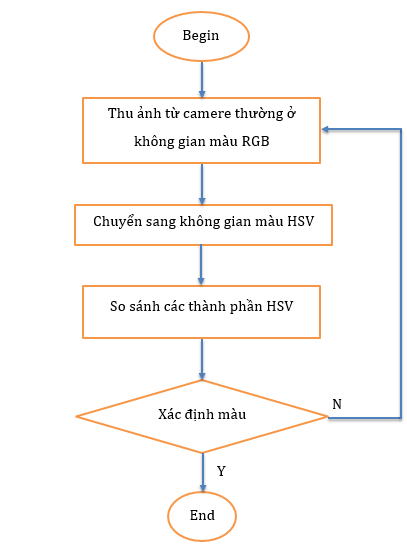 Begin
Thu ảnh từ camere thường ở
không gian màu RGB
Chuyển sang không gian màu HSV
So sánh các thành phần HSV
Xác định màu
N
Y
End